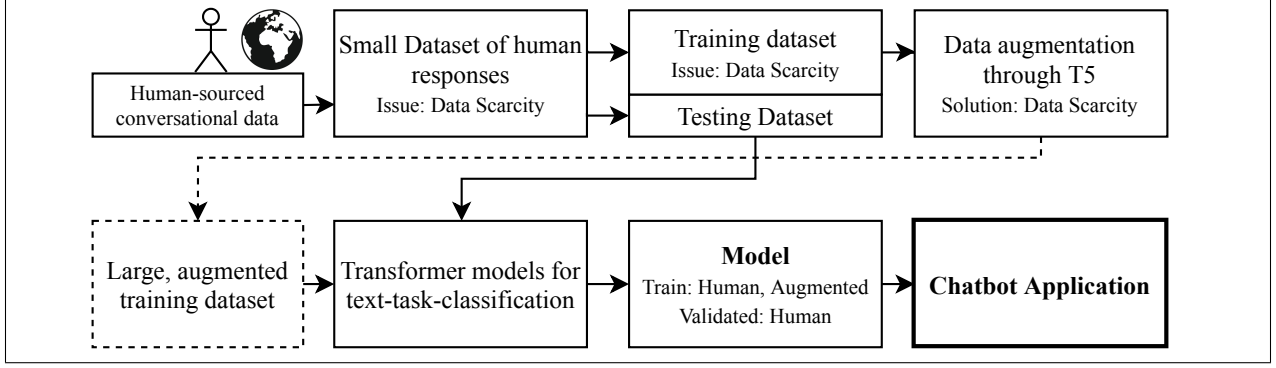 Human-sourced
conversational data
Small Dataset of human
responses
Issue: Data Scarcity
Training dataset
Issue: Data Scarcity
Testing Dataset
Data augmentation
through T5
Solution: Data Scarcity
Large, augmented
training dataset
Transformer models for
text-task-classification
Model
Train: Human, Augmented
Validated: Human
Chatbot Application